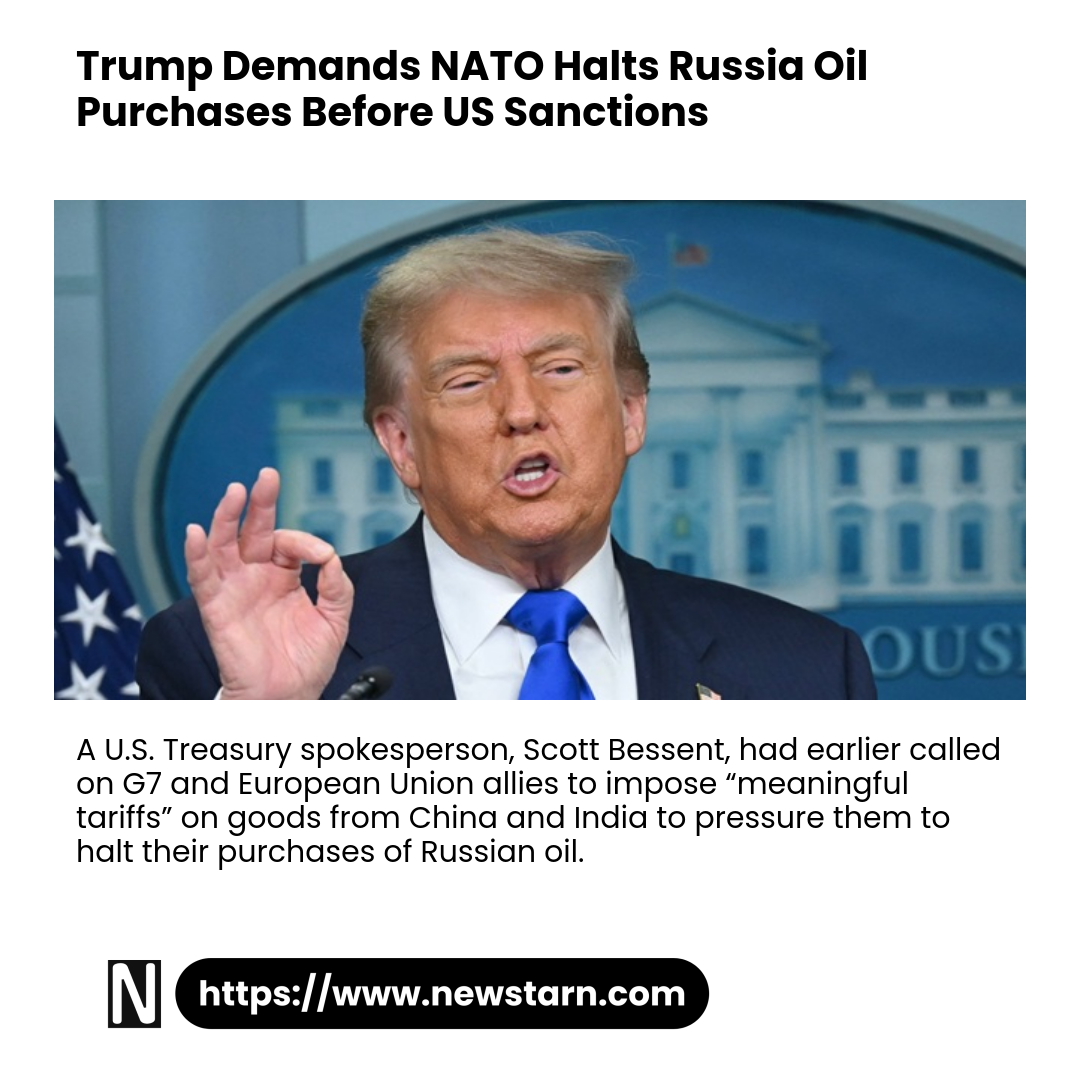 Trump Demands NATO Halts Russia Oil
Purchases Before US Sanctions
OUS
A U.S. Treasury spokesperson, Scott Bessent, had earlier called
on G7 and European Union allies to impose “meaningful
tariffs” on goods from China and India to pressure them to
halt their purchases of Russian oil.
N https://www.newstarn.com